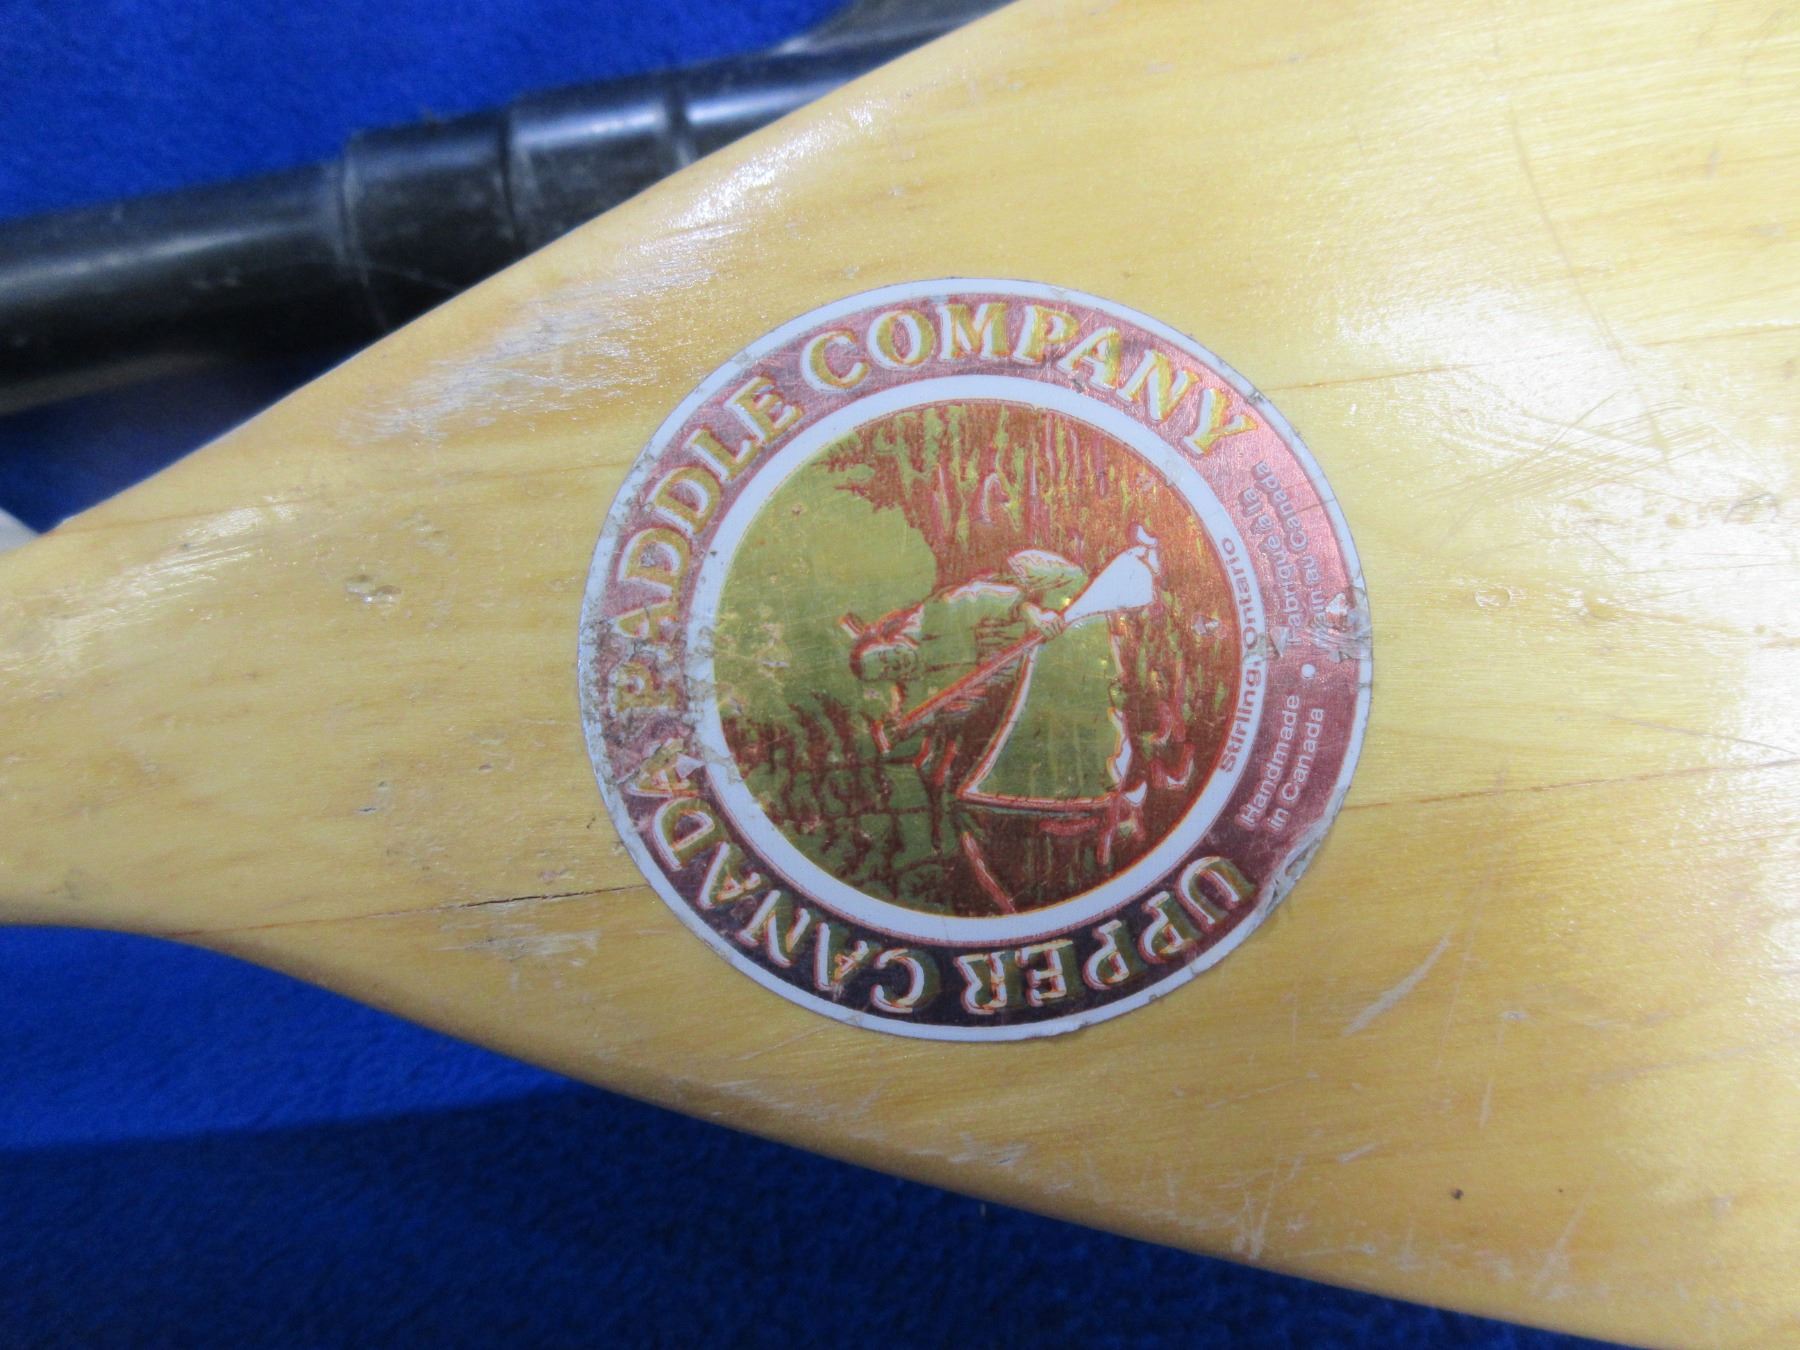 UPPER CANADA PADDLE COMPANY
Stirling, Ontario
Handmade
in Canada
Fabriqué à la
main au Canada